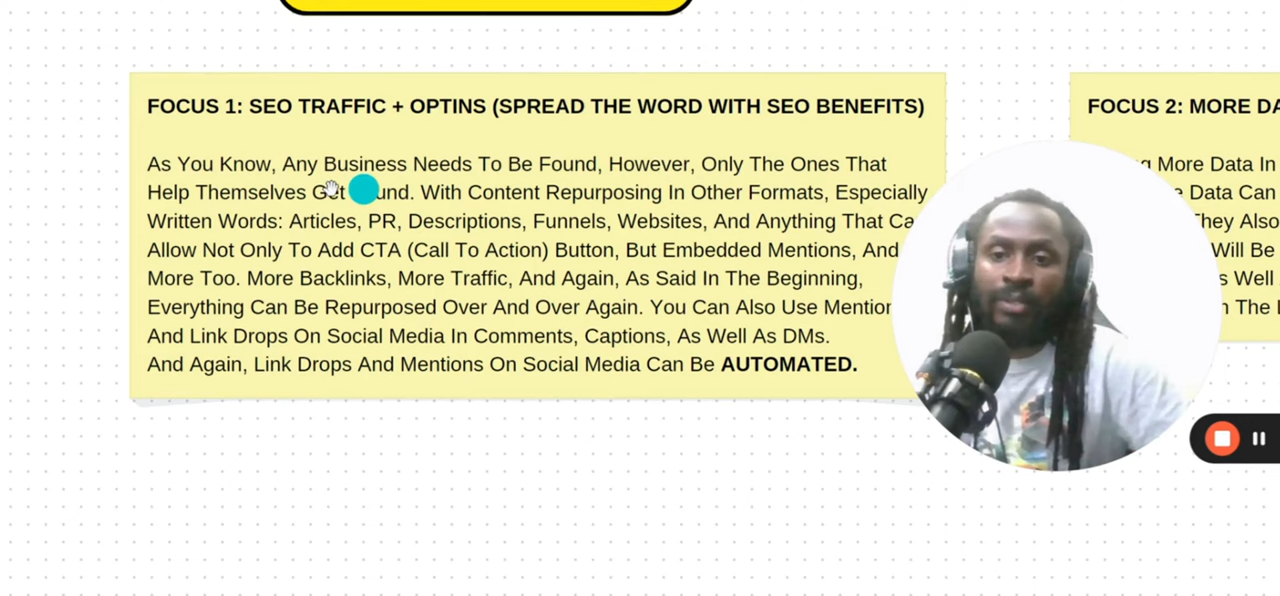 FOCUS 1: SEO TRAFFIC + OPTINS (SPREAD THE WORD WITH SEO BENEFITS)
As You Know, Any Business Needs To Be Found, However, Only The Ones That
Help Themselves Get und. With Content Repurposing In Other Formats, Especially
Written Words: Articles, PR, Descriptions, Funnels, Websites, And Anything That Ca
Allow Not Only To Add CTA (Call To Action) Button, But Embedded Mentions, And
More Too. More Backlinks, More Traffic, And Again, As Said In The Beginning,
Everything Can Be Repurposed Over And Over Again. You Can Also Use Mention
And Link Drops On Social Media In Comments, Captions, As Well As DMs.
And Again, Link Drops And Mentions On Social Media Can Be AUTOMATED.
FOCUS 2: MORE DA
More Data In
Data Can
They Also
Will Be
s Well
The